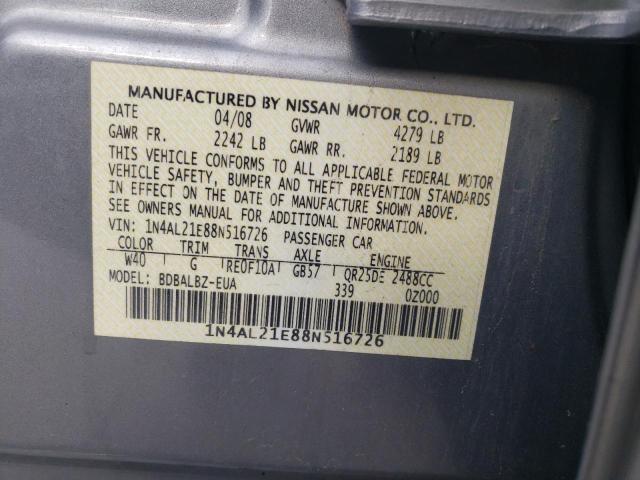 MANUFACTURED BY NISSAN MOTOR CO., LTD.
DATE 04/08 GVWR 4279 LB
GAWR FR. 2242 LB GAWR RR. 2189 LB
THIS VEHICLE CONFORMS TO ALL APPLICABLE FEDERAL MOTOR
VEHICLE SAFETY, BUMPER AND THEFT PREVENTION STANDARDS
IN EFFECT ON THE DATE OF MANUFACTURE SHOWN ABOVE.
SEE OWNERS MANUAL FOR ADDITIONAL INFORMATION.
VIN: 1N4AL21E88N516726 PASSENGER CAR
COLOR TRIM TRANS AXLE ENGINE
W40 G RE0F10A GB57 QR25DE 2488CC
MODEL: BDBALBZ-EUA 339 0Z000
1N4AL21E88N516726